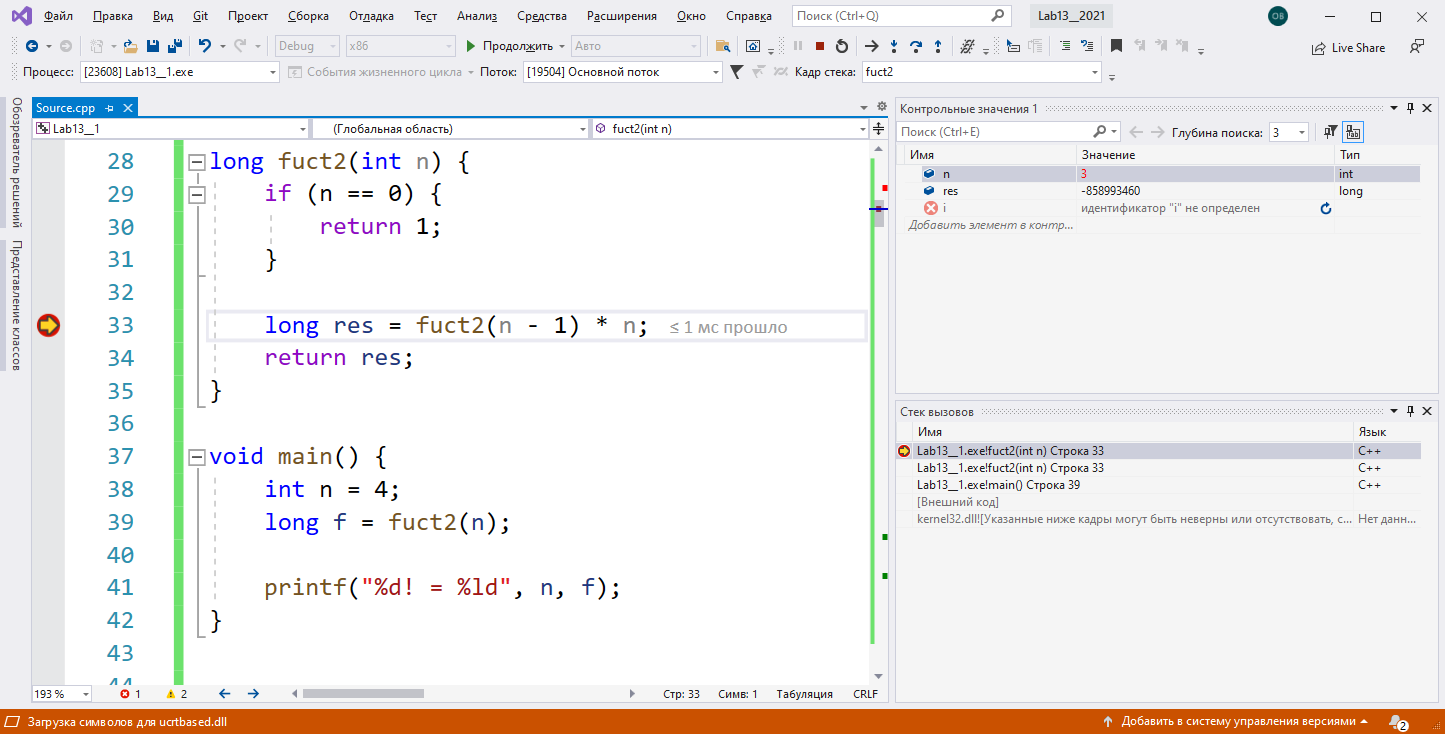 Файл Правка Вид Git Проект Сборка Отладка Тест Анализ Средства Расширения Окно Справка Поиск (Ctrl+Q) Lab13__2021 ОВ
Debug x86 Продолжить Авто Live Share
Процесс: [23608] Lab13__1.exe События жизненного цикла Поток: [19504] Основной поток Кадр стека: fuct2
Обозреватель решений
Представление классов
Source.cpp
Lab13__1 (Глобальная область) fuct2(int n)
28 long fuct2(int n) {
29 if (n == 0) {
30 return 1;
31 }
32
33 long res = fuct2(n - 1) * n; ≤ 1 мс прошло
34 return res;
35 }
36
37 void main() {
38 int n = 4;
39 long f = fuct2(n);
40
41 printf("%d! = %ld", n, f);
42 }
43
44
193 % 1 2 Стр: 33 Симв: 1 Табуляция CRLF
Контрольные значения 1
Поиск (Ctrl+E) Глубина поиска: 3
Имя Значение Тип
n 3 int
res -858993460 long
i идентификатор "i" не определен
Добавить элемент в контр...
Стек вызовов
Имя Язык
Lab13__1.exe!fuct2(int n) Строка 33 C++
Lab13__1.exe!fuct2(int n) Строка 33 C++
Lab13__1.exe!main() Строка 39 C++
[Внешний код]
kernel32.dll![Указанные ниже кадры могут быть неверны или отсутствовать, с... Нет данн...
Загрузка символов для ucrtbased.dll Добавить в систему управления версиями 2